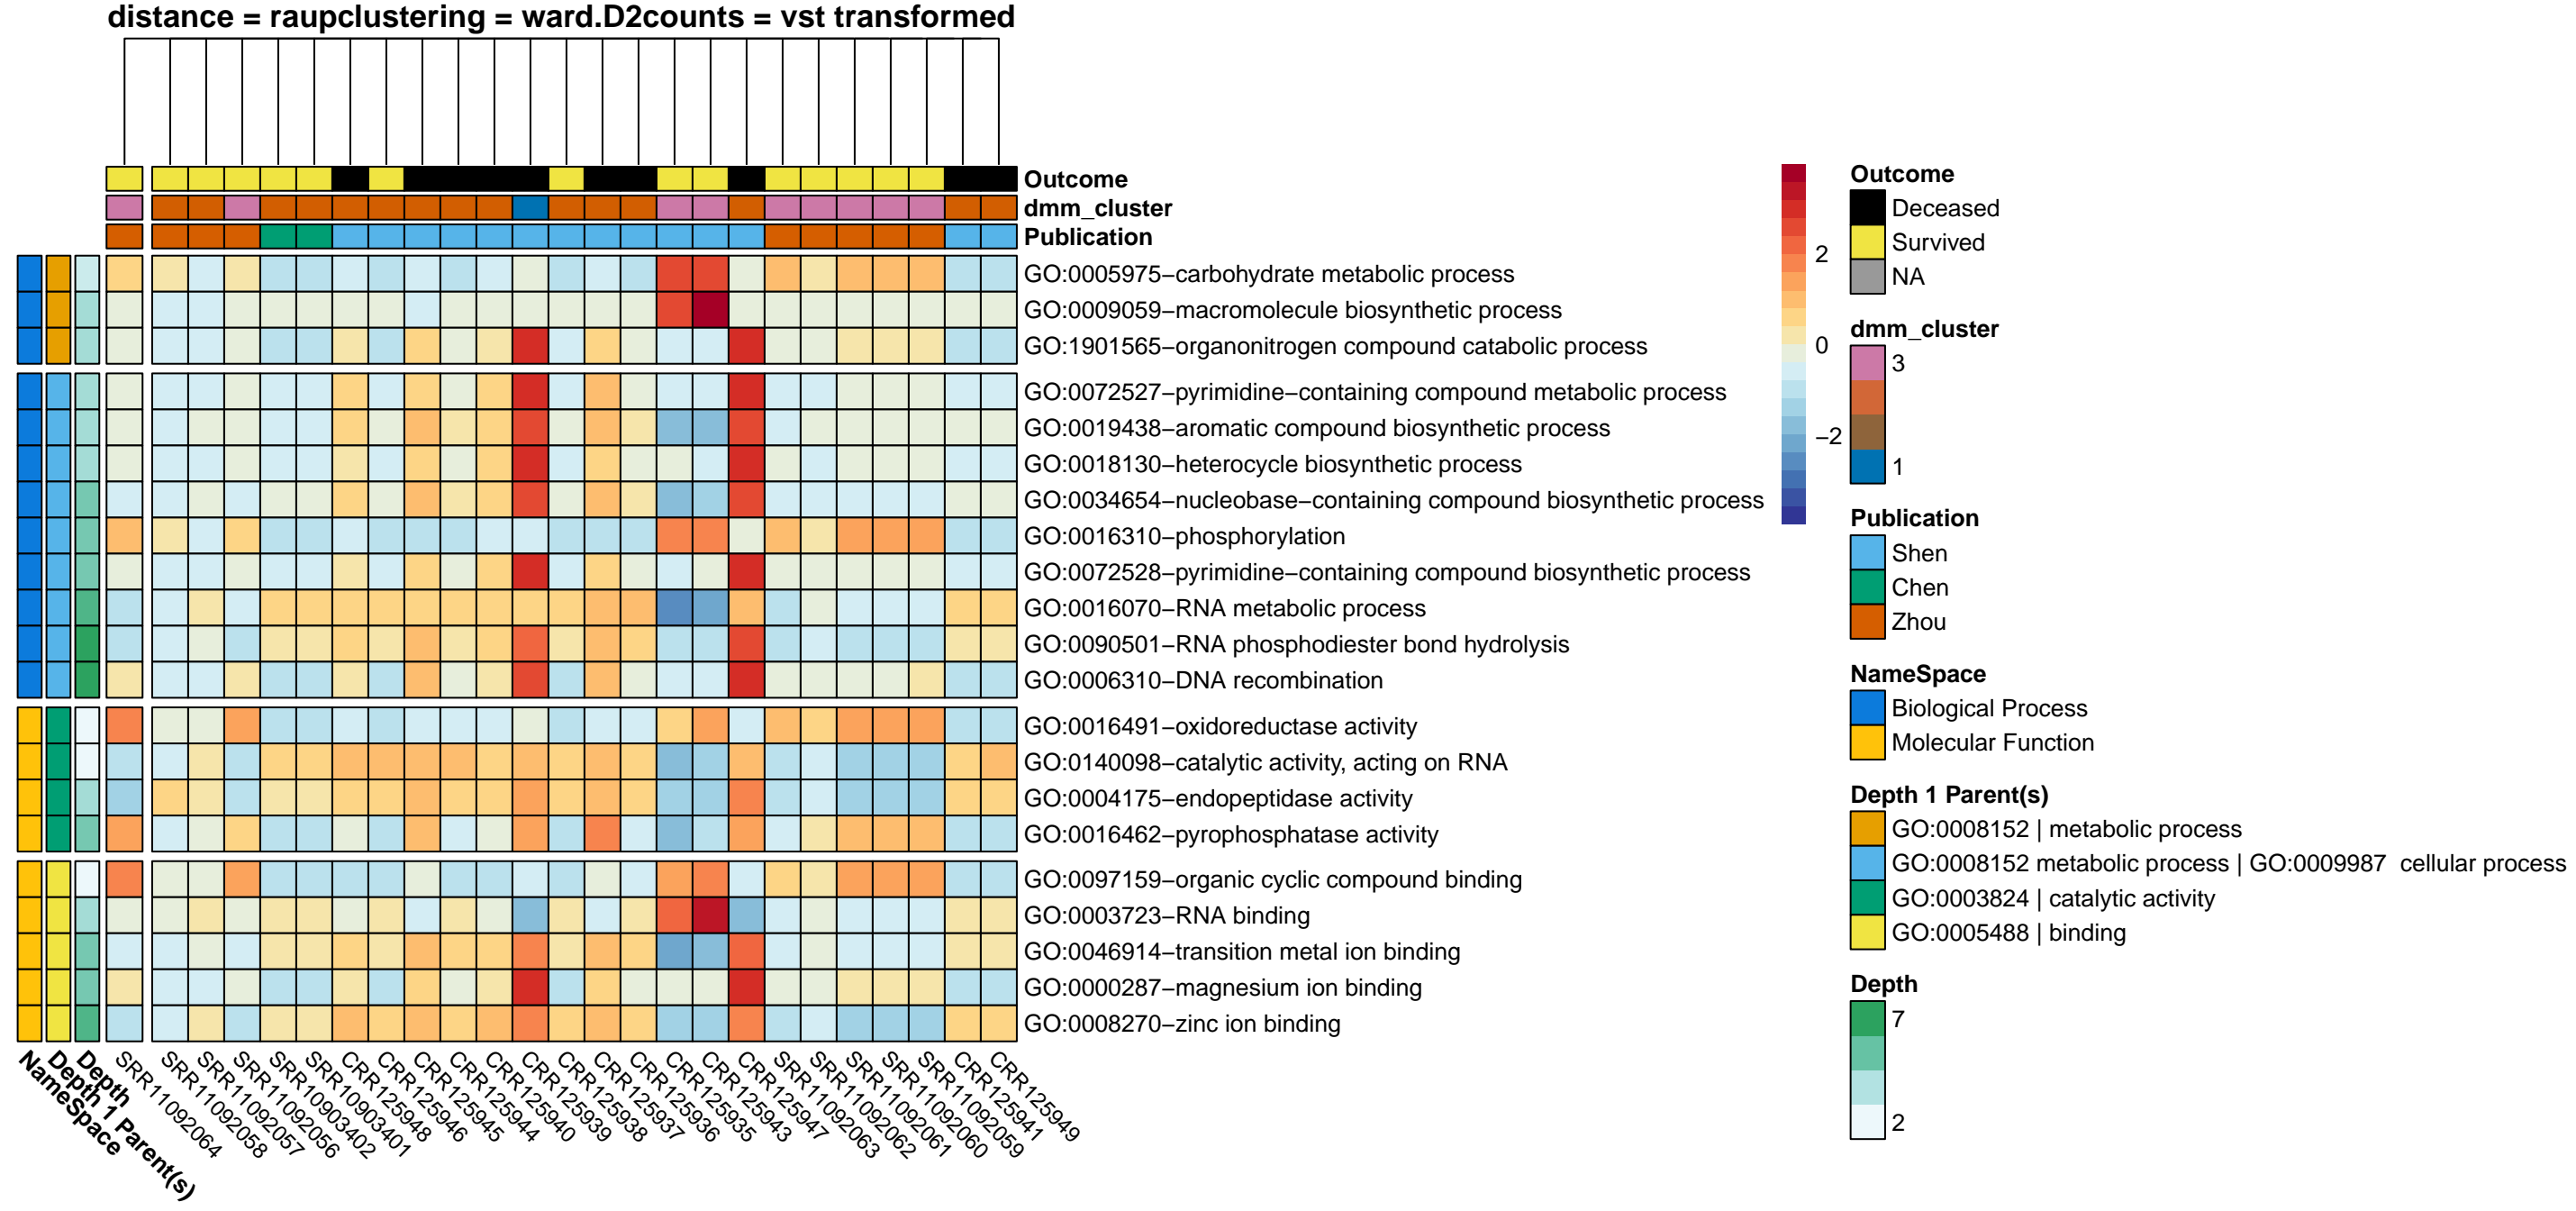 distance = raupclustering = ward.D2counts = vst transformed
Outcome
dmm_cluster
Publication
GO:0005975−carbohydrate metabolic process
GO:0009059−macromolecule biosynthetic process
GO:1901565−organonitrogen compound catabolic process
GO:0072527−pyrimidine−containing compound metabolic process
GO:0019438−aromatic compound biosynthetic process
GO:0018130−heterocycle biosynthetic process
GO:0034654−nucleobase−containing compound biosynthetic process
GO:0016310−phosphorylation
GO:0072528−pyrimidine−containing compound biosynthetic process
GO:0016070−RNA metabolic process
GO:0090501−RNA phosphodiester bond hydrolysis
GO:0006310−DNA recombination
GO:0016491−oxidoreductase activity
GO:0140098−catalytic activity, acting on RNA
GO:0004175−endopeptidase activity
GO:0016462−pyrophosphatase activity
GO:0097159−organic cyclic compound binding
GO:0003723−RNA binding
GO:0046914−transition metal ion binding
GO:0000287−magnesium ion binding
GO:0008270−zinc ion binding
NameSpace
Depth 1 Parent(s)
Depth
SRR11092064
SRR11092058
SRR11092057
SRR11092056
SRR10903402
SRR10903401
CRR125948
CRR125946
CRR125945
CRR125944
CRR125940
CRR125939
CRR125938
CRR125937
CRR125936
CRR125935
CRR125943
CRR125947
SRR11092063
SRR11092062
SRR11092061
SRR11092060
SRR11092059
CRR125941
CRR125949
2
0
−2
Outcome
Deceased
Survived
NA
dmm_cluster
3
1
Publication
Shen
Chen
Zhou
NameSpace
Biological Process
Molecular Function
Depth 1 Parent(s)
GO:0008152 | metabolic process
GO:0008152 metabolic process | GO:0009987  cellular process
GO:0003824 | catalytic activity
GO:0005488 | binding
Depth
7
2